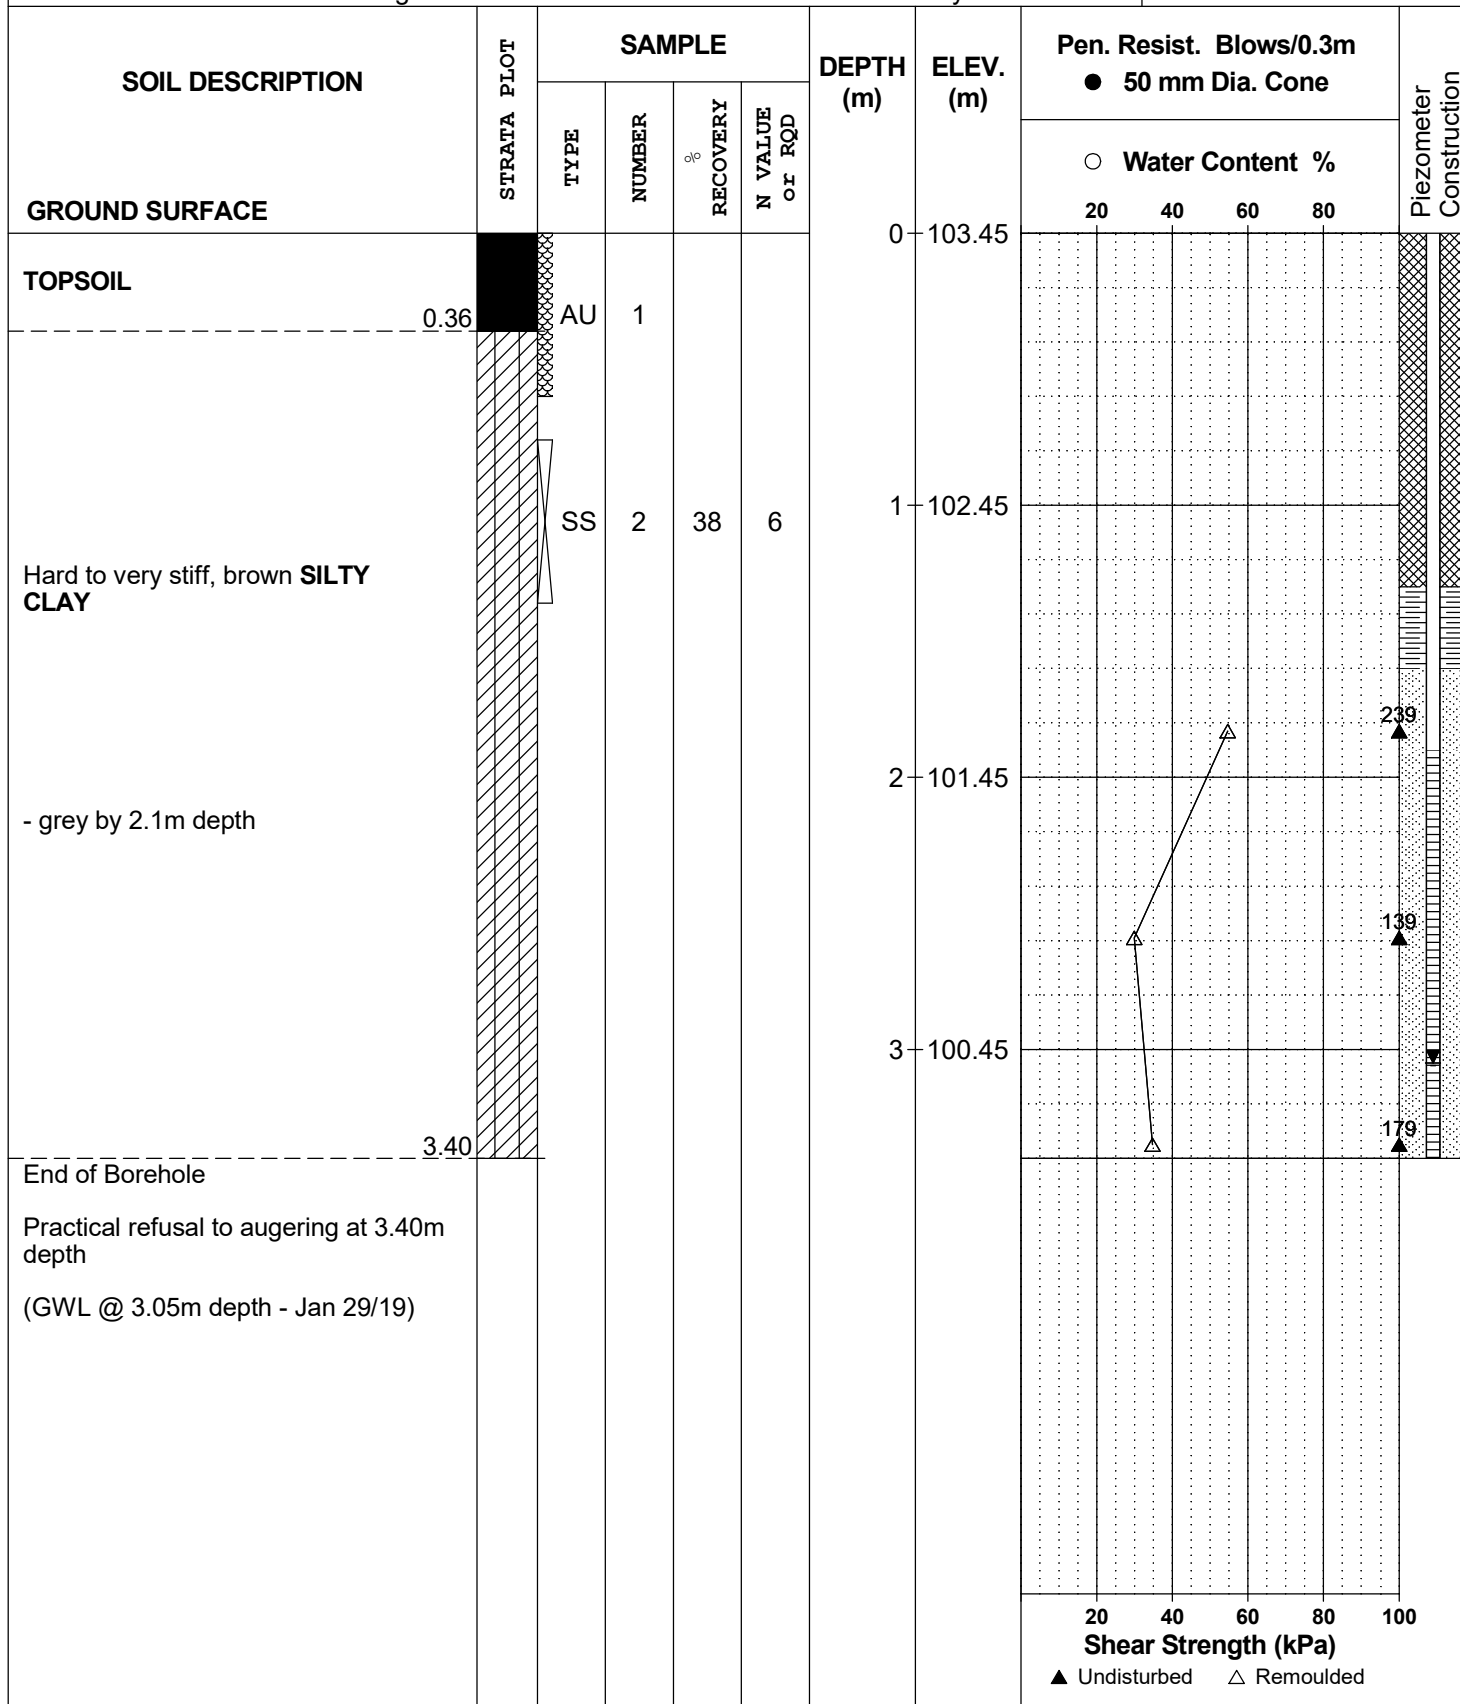 SOIL DESCRIPTION
GROUND SURFACE
STRATA PLOT
SAMPLE
TYPE
NUMBER
%
RECOVERY
N VALUE
or RQD
DEPTH
(m)
ELEV.
(m)
Pen. Resist. Blows/0.3m
● 50 mm Dia. Cone
○ Water Content %
20 40 60 80
Piezometer
Construction
0 103.45
TOPSOIL
0.36
AU 1
1 102.45
SS 2 38 6
Hard to very stiff, brown SILTY
CLAY
239
2 101.45
- grey by 2.1m depth
139
3 100.45
179
3.40
End of Borehole
Practical refusal to augering at 3.40m
depth
(GWL @ 3.05m depth - Jan 29/19)
20 40 60 80 100
Shear Strength (kPa)
▲ Undisturbed △ Remoulded